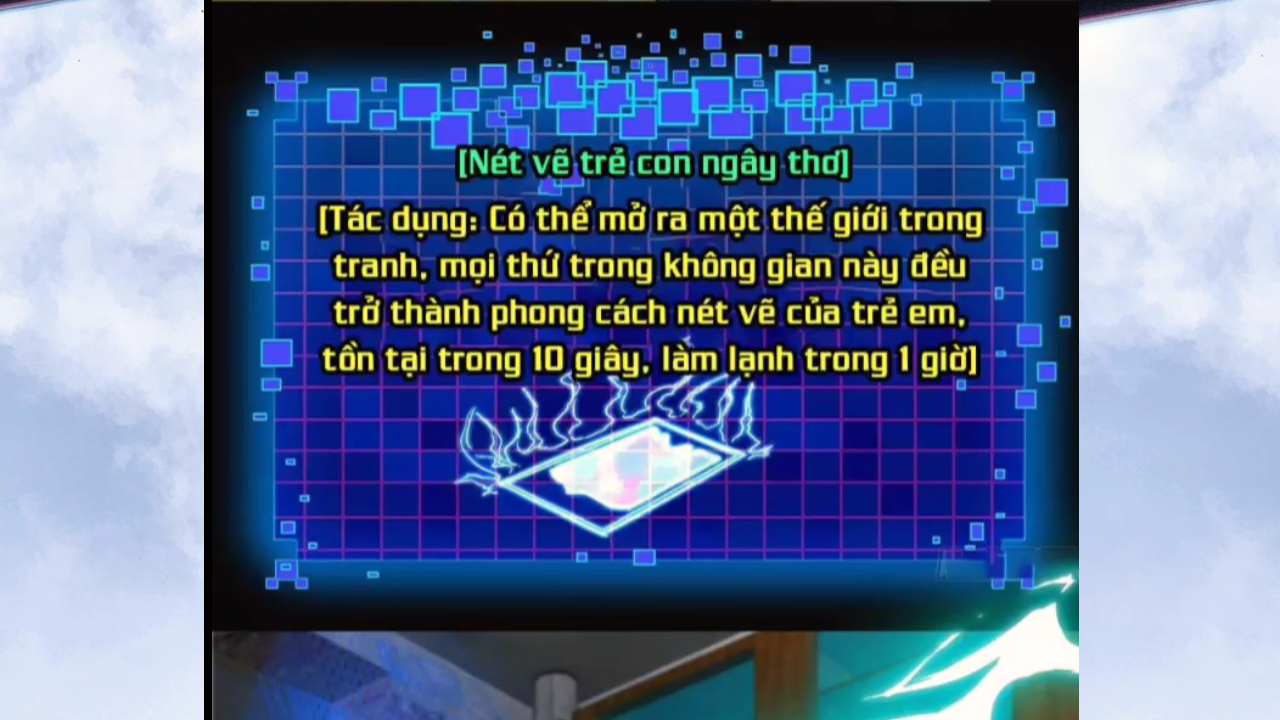 [Nét vẽ trẻ con ngây thơ]
[Tác dụng: Có thể mở ra một thế giới trong
tranh, mọi thứ trong không gian này đều
trở thành phong cách nét vẽ của trẻ em,
tồn tại trong 10 giây, làm lạnh trong 1 giờ]